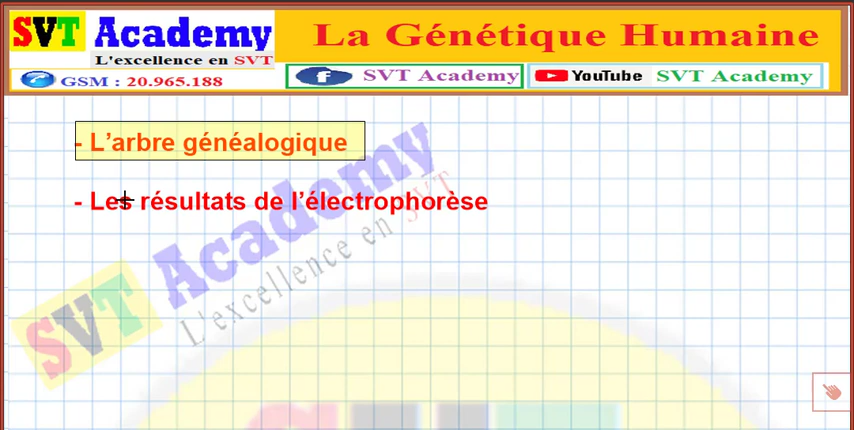 SVT Academy
L'excellence en SVT
GSM : 20.965.188
La Génétique Humaine
SVT Academy
YouTube SVT Academy
- L'arbre généalogique
- Les résultats de l'électrophorèse
SVT Academy
L'excellence en SVT
SVT